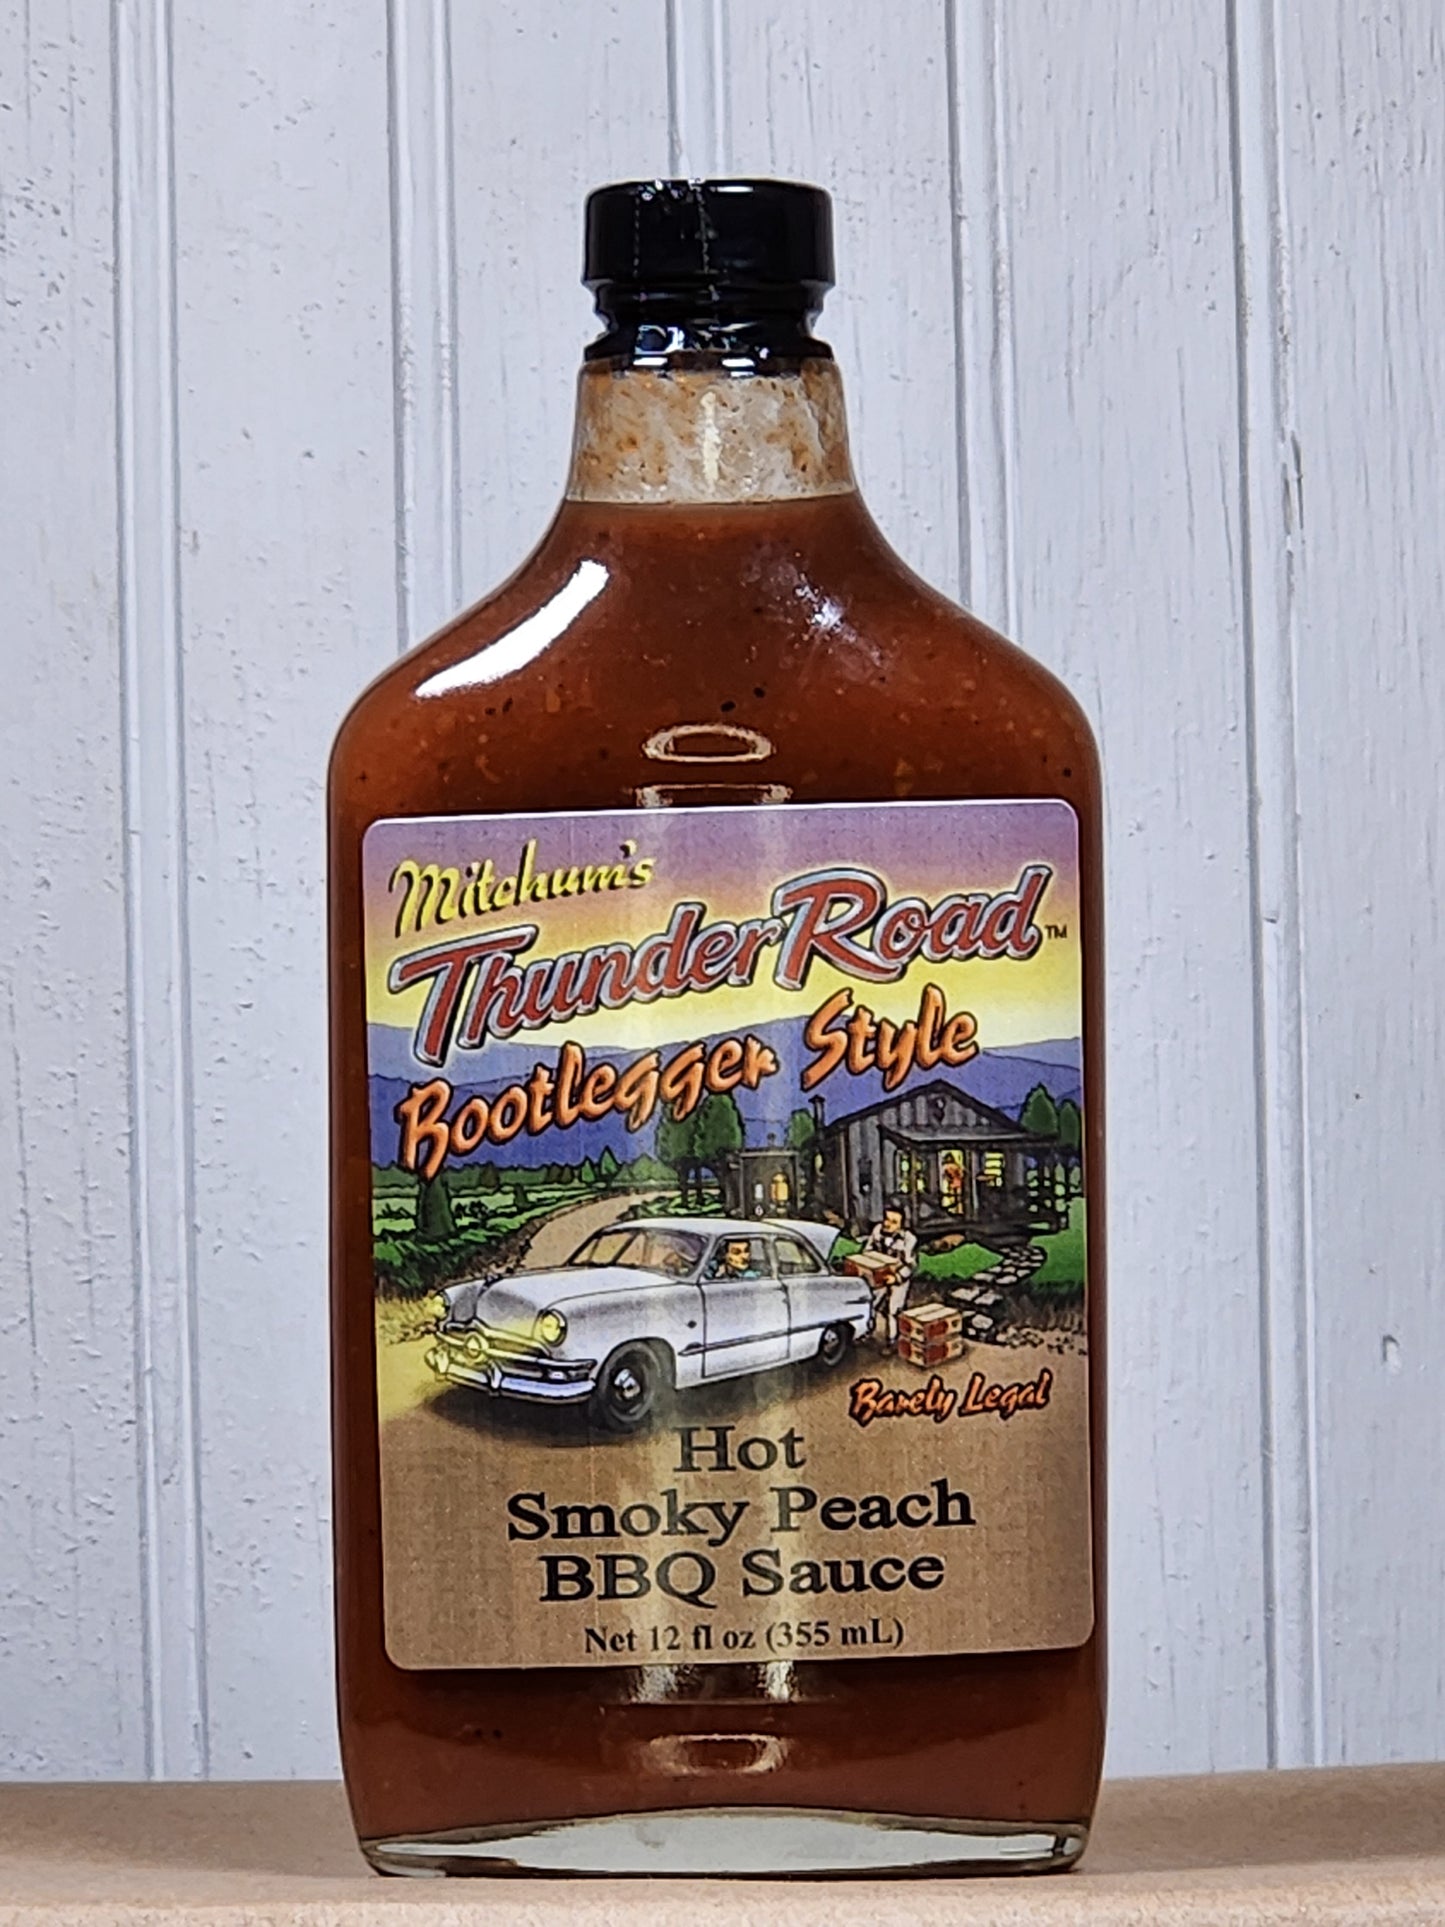 Mitchum's
Thunder Road™
Bootlegger Style
Barely Legal
Hot
Smoky Peach
BBQ Sauce
Net 12 fl oz (355 mL)